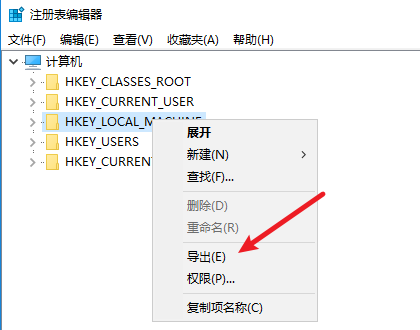 注册表编辑器
文件(F) 编辑(E) 查看(V) 收藏夹(A) 帮助(H)
计算机
HKEY_CLASSES_ROOT
HKEY_CURRENT_USER
HKEY_LOCAL_MACHINE
HKEY_USERS
HKEY_CURRENT
展开
新建(N)
查找(F)...
删除(D)
重命名(R)
导出(E)
权限(P)...
复制项名称(C)